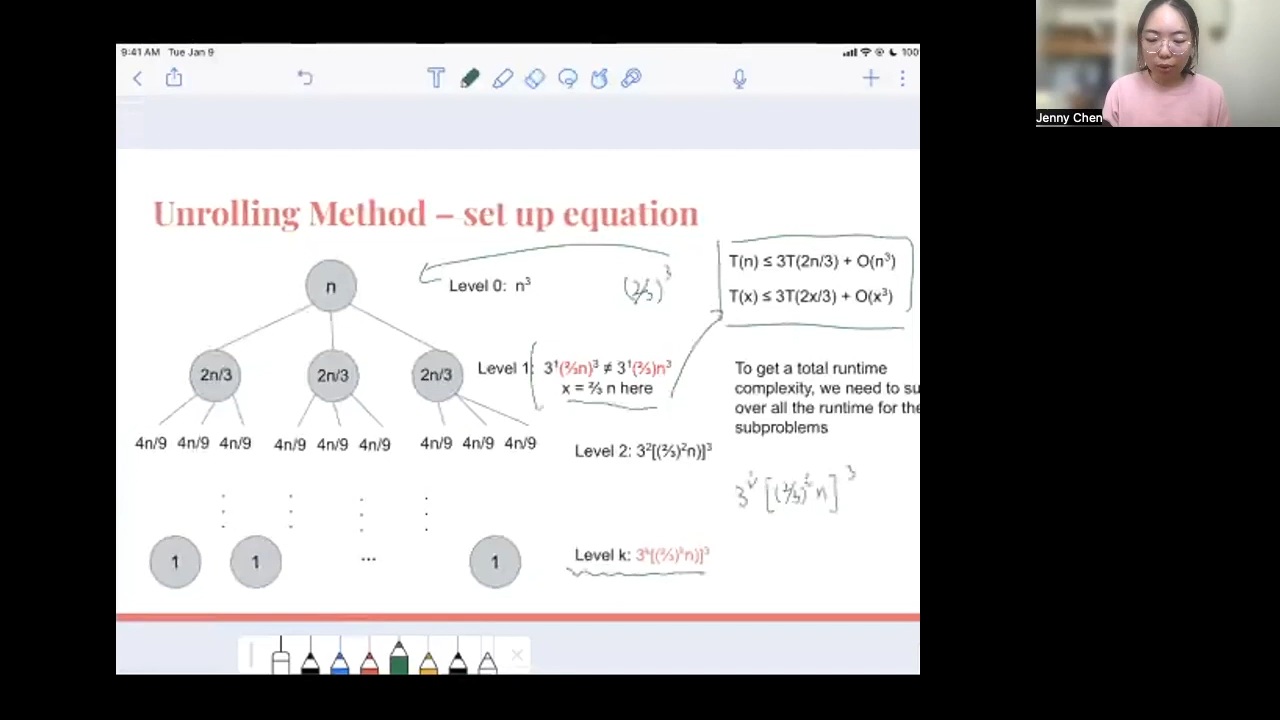 9:41 AM Tue Jan 9
100
Jenny Chen
Unrolling Method – set up equation
n
Level 0: n³
(2/3)³
T(n) ≤ 3T(2n/3) + O(n³)
T(x) ≤ 3T(2x/3) + O(x³)
2n/3
2n/3
2n/3
Level 1: 3¹(⅔n)³ ≠ 3¹(⅔)n³
x = ⅔ n here
To get a total runtime
complexity, we need to su
over all the runtime for the
subproblems
4n/9 4n/9 4n/9 4n/9 4n/9 4n/9 4n/9 4n/9 4n/9
Level 2: 3²[(⅔)²n)]³
3² [(2/3)² n]³
1
1
...
1
Level k: 3ᵏ[(⅔)ᵏn)]³